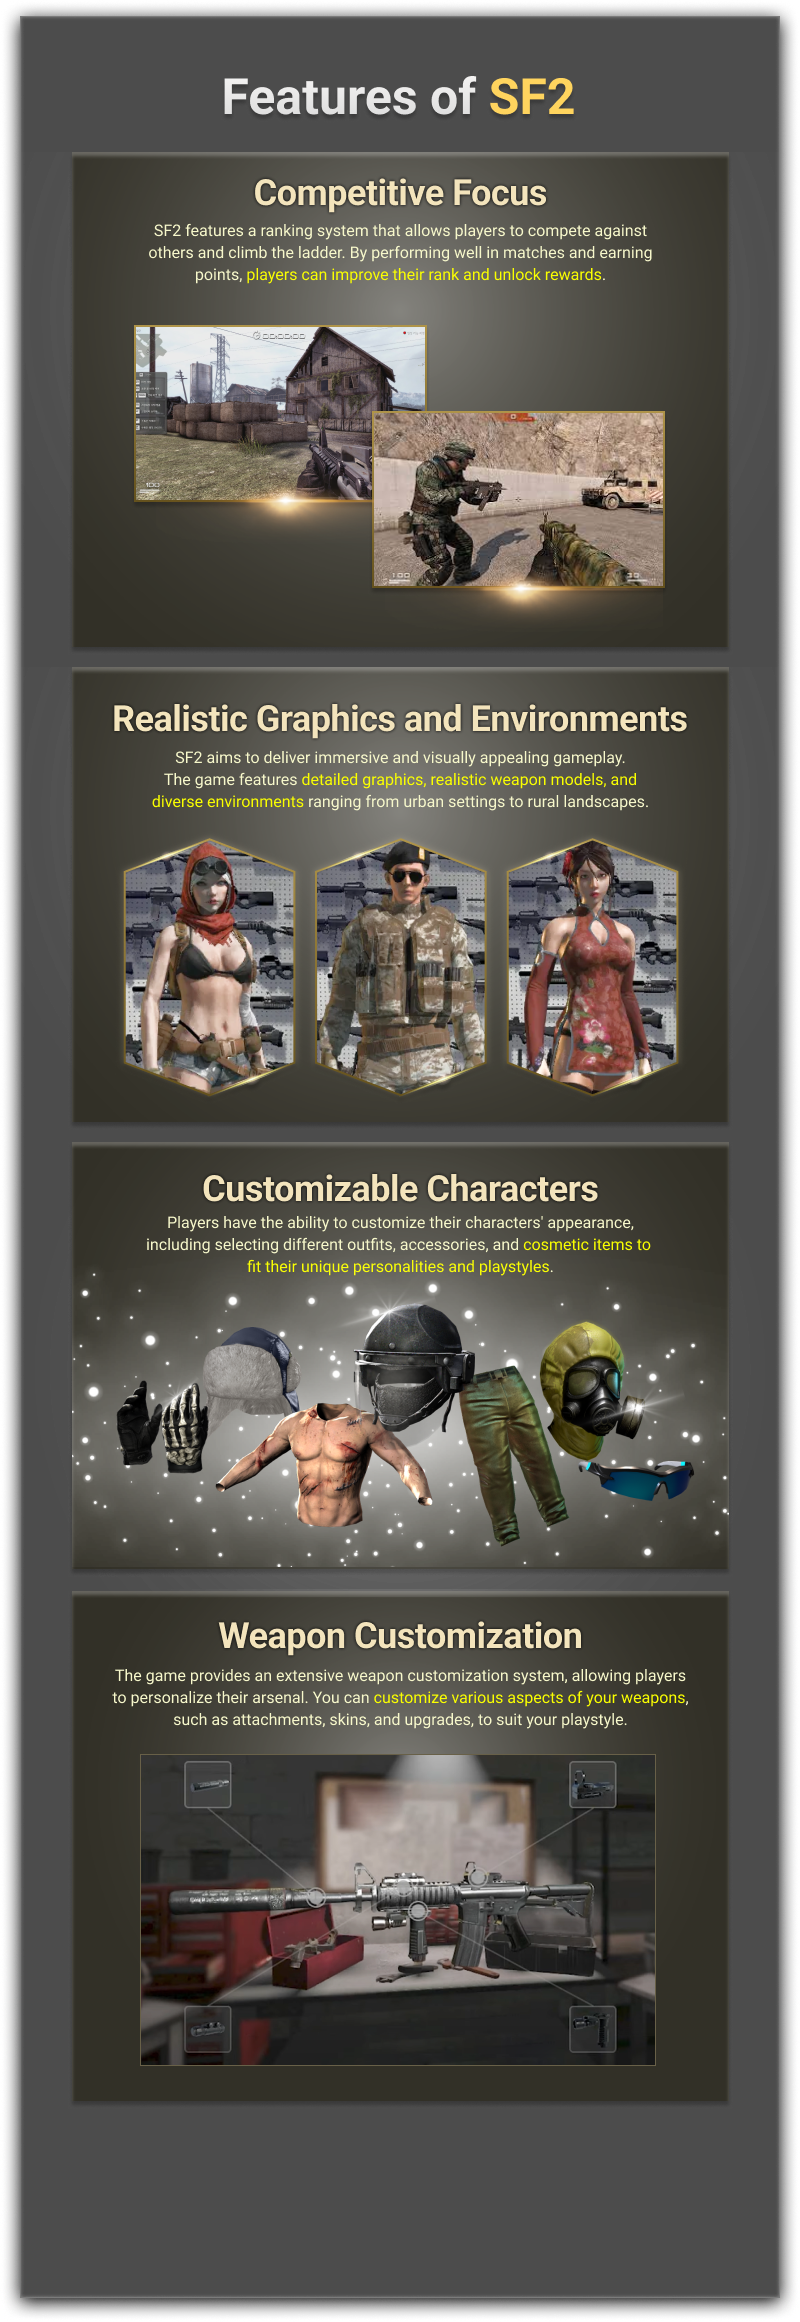 Features of SF2
Competitive Focus
SF2 features a ranking system that allows players to compete against
others and climb the ladder. By performing well in matches and earning
points, players can improve their rank and unlock rewards.
100
Realistic Graphics and Environments
SF2 aims to deliver immersive and visually appealing gameplay.
The game features detailed graphics, realistic weapon models, and
diverse environments ranging from urban settings to rural landscapes.
Customizable Characters
Players have the ability to customize their characters' appearance,
including selecting different outfits, accessories, and cosmetic items to
fit their unique personalities and playstyles.
Weapon Customization
The game provides an extensive weapon customization system, allowing players
to personalize their arsenal. You can customize various aspects of your weapons,
such as attachments, skins, and upgrades, to suit your playstyle.